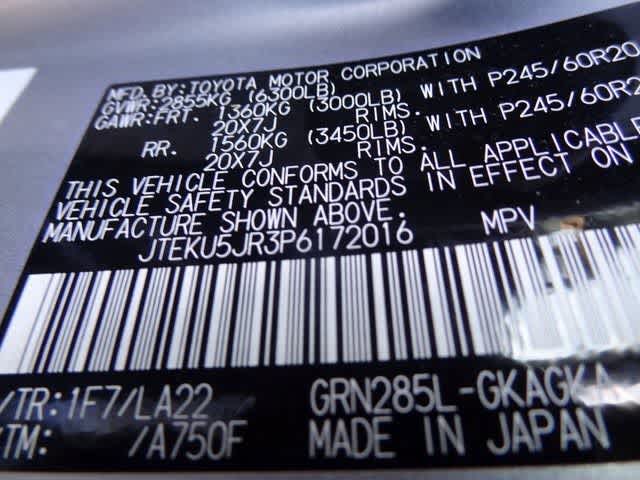 MFD.BY:TOYOTA MOTOR CORPORATION
GVWR:2855KG (6300LB)
GAWR:FRT. 1360KG (3000LB) WITH P245/60R20
20X7J RIMS.
RR. 1560KG (3450LB) WITH P245/60R2
20X7J RIMS.
THIS VEHICLE CONFORMS TO ALL APPLICABLE
VEHICLE SAFETY STANDARDS IN EFFECT ON
MANUFACTURE SHOWN ABOVE.
JTEKU5JR3P6172016 MPV
/TR:1F7/LA22 GRN285L-GKAGKA
TM: /A750F MADE IN JAPAN